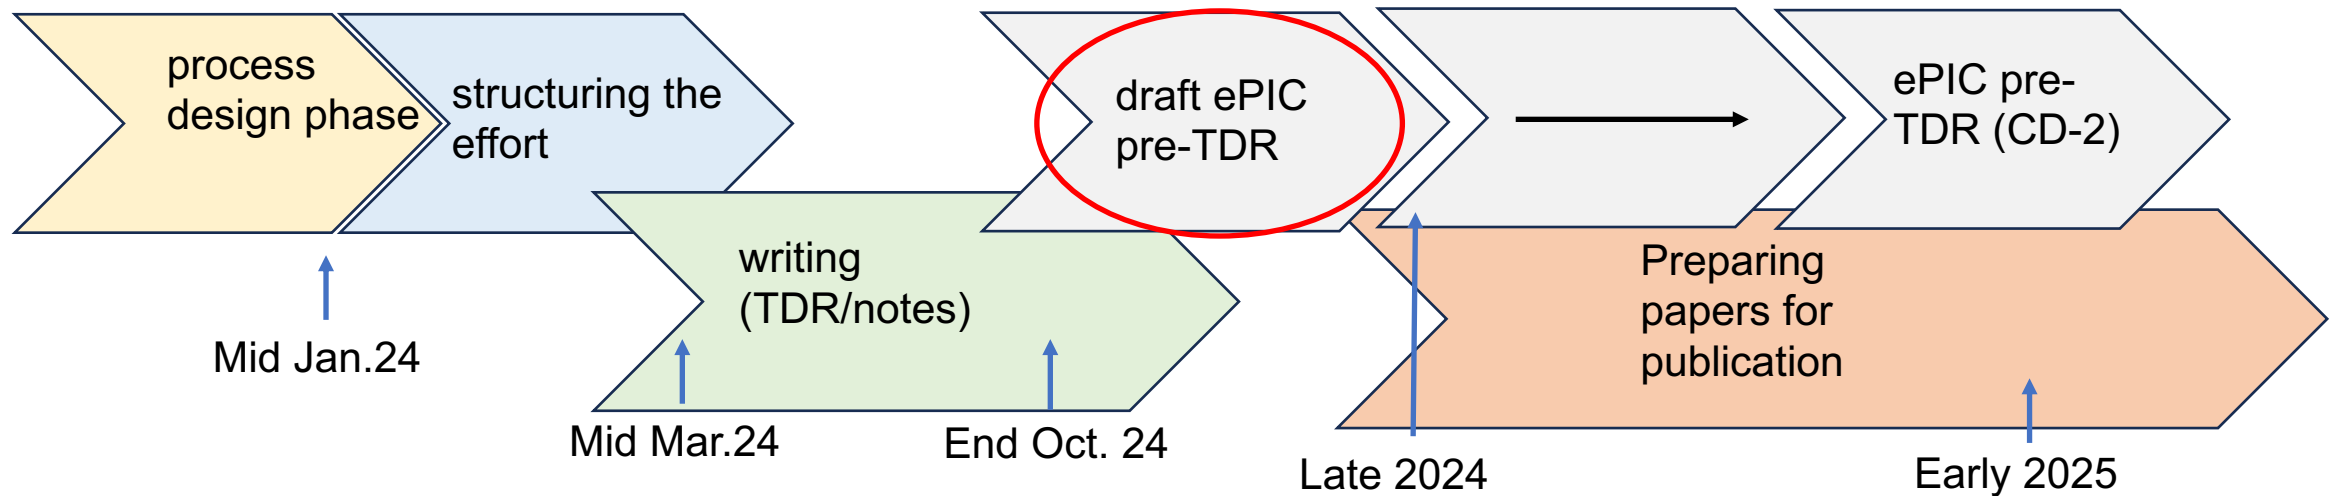 process
design phase
structuring the
effort
draft ePIC
pre-TDR
ePIC pre-
TDR (CD-2)
writing
(TDR/notes)
Preparing
papers for
publication
Mid Jan.24
Mid Mar.24
End Oct. 24
Late 2024
Early 2025